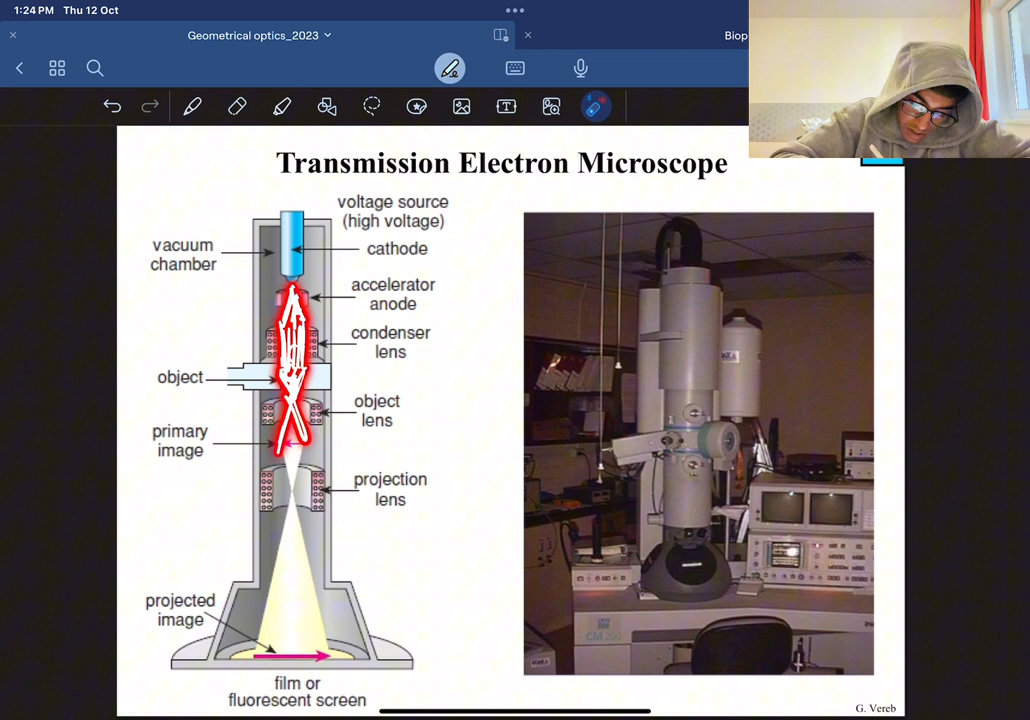 1:24 PM Thu 12 Oct
Geometrical optics_2023
Biop
Transmission Electron Microscope
voltage source
(high voltage)
cathode
vacuum
chamber
accelerator
anode
condenser
lens
object
object
lens
primary
image
projection
lens
projected
image
film or
fluorescent screen
CM 200
G. Vereb